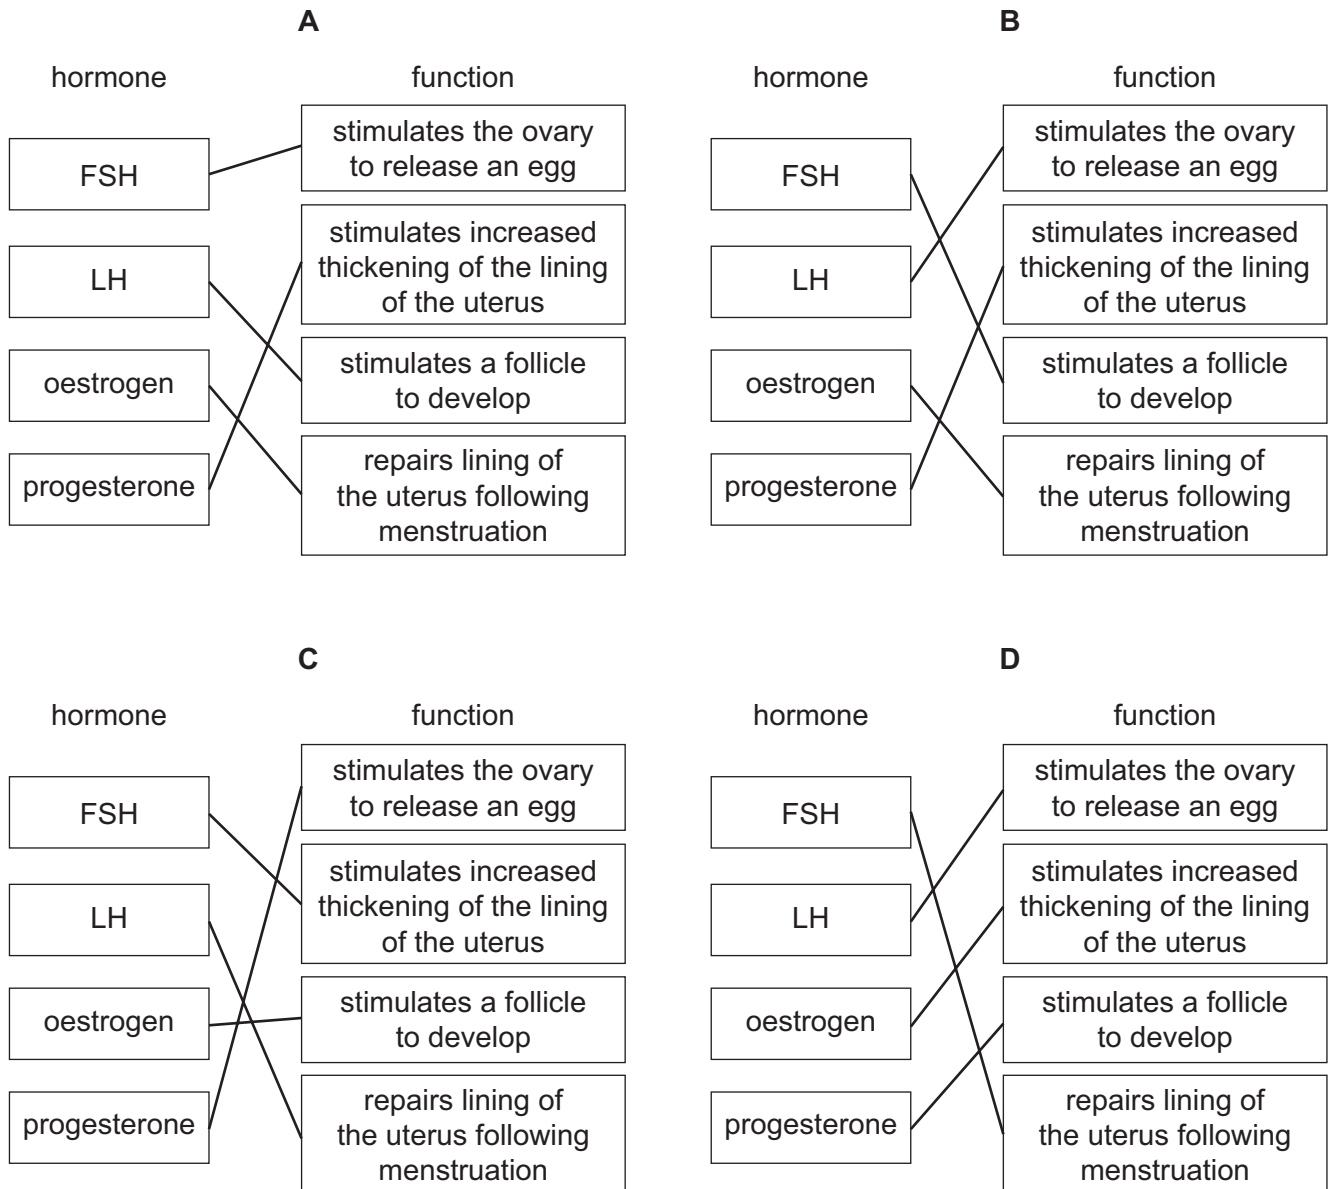 A
hormone
function
FSH
LH
oestrogen
progesterone
stimulates the ovary
to release an egg
stimulates increased
thickening of the lining
of the uterus
stimulates a follicle
to develop
repairs lining of
the uterus following
menstruation
B
hormone
function
FSH
LH
oestrogen
progesterone
stimulates the ovary
to release an egg
stimulates increased
thickening of the lining
of the uterus
stimulates a follicle
to develop
repairs lining of
the uterus following
menstruation
C
hormone
function
FSH
LH
oestrogen
progesterone
stimulates the ovary
to release an egg
stimulates increased
thickening of the lining
of the uterus
stimulates a follicle
to develop
repairs lining of
the uterus following
menstruation
D
hormone
function
FSH
LH
oestrogen
progesterone
stimulates the ovary
to release an egg
stimulates increased
thickening of the lining
of the uterus
stimulates a follicle
to develop
repairs lining of
the uterus following
menstruation